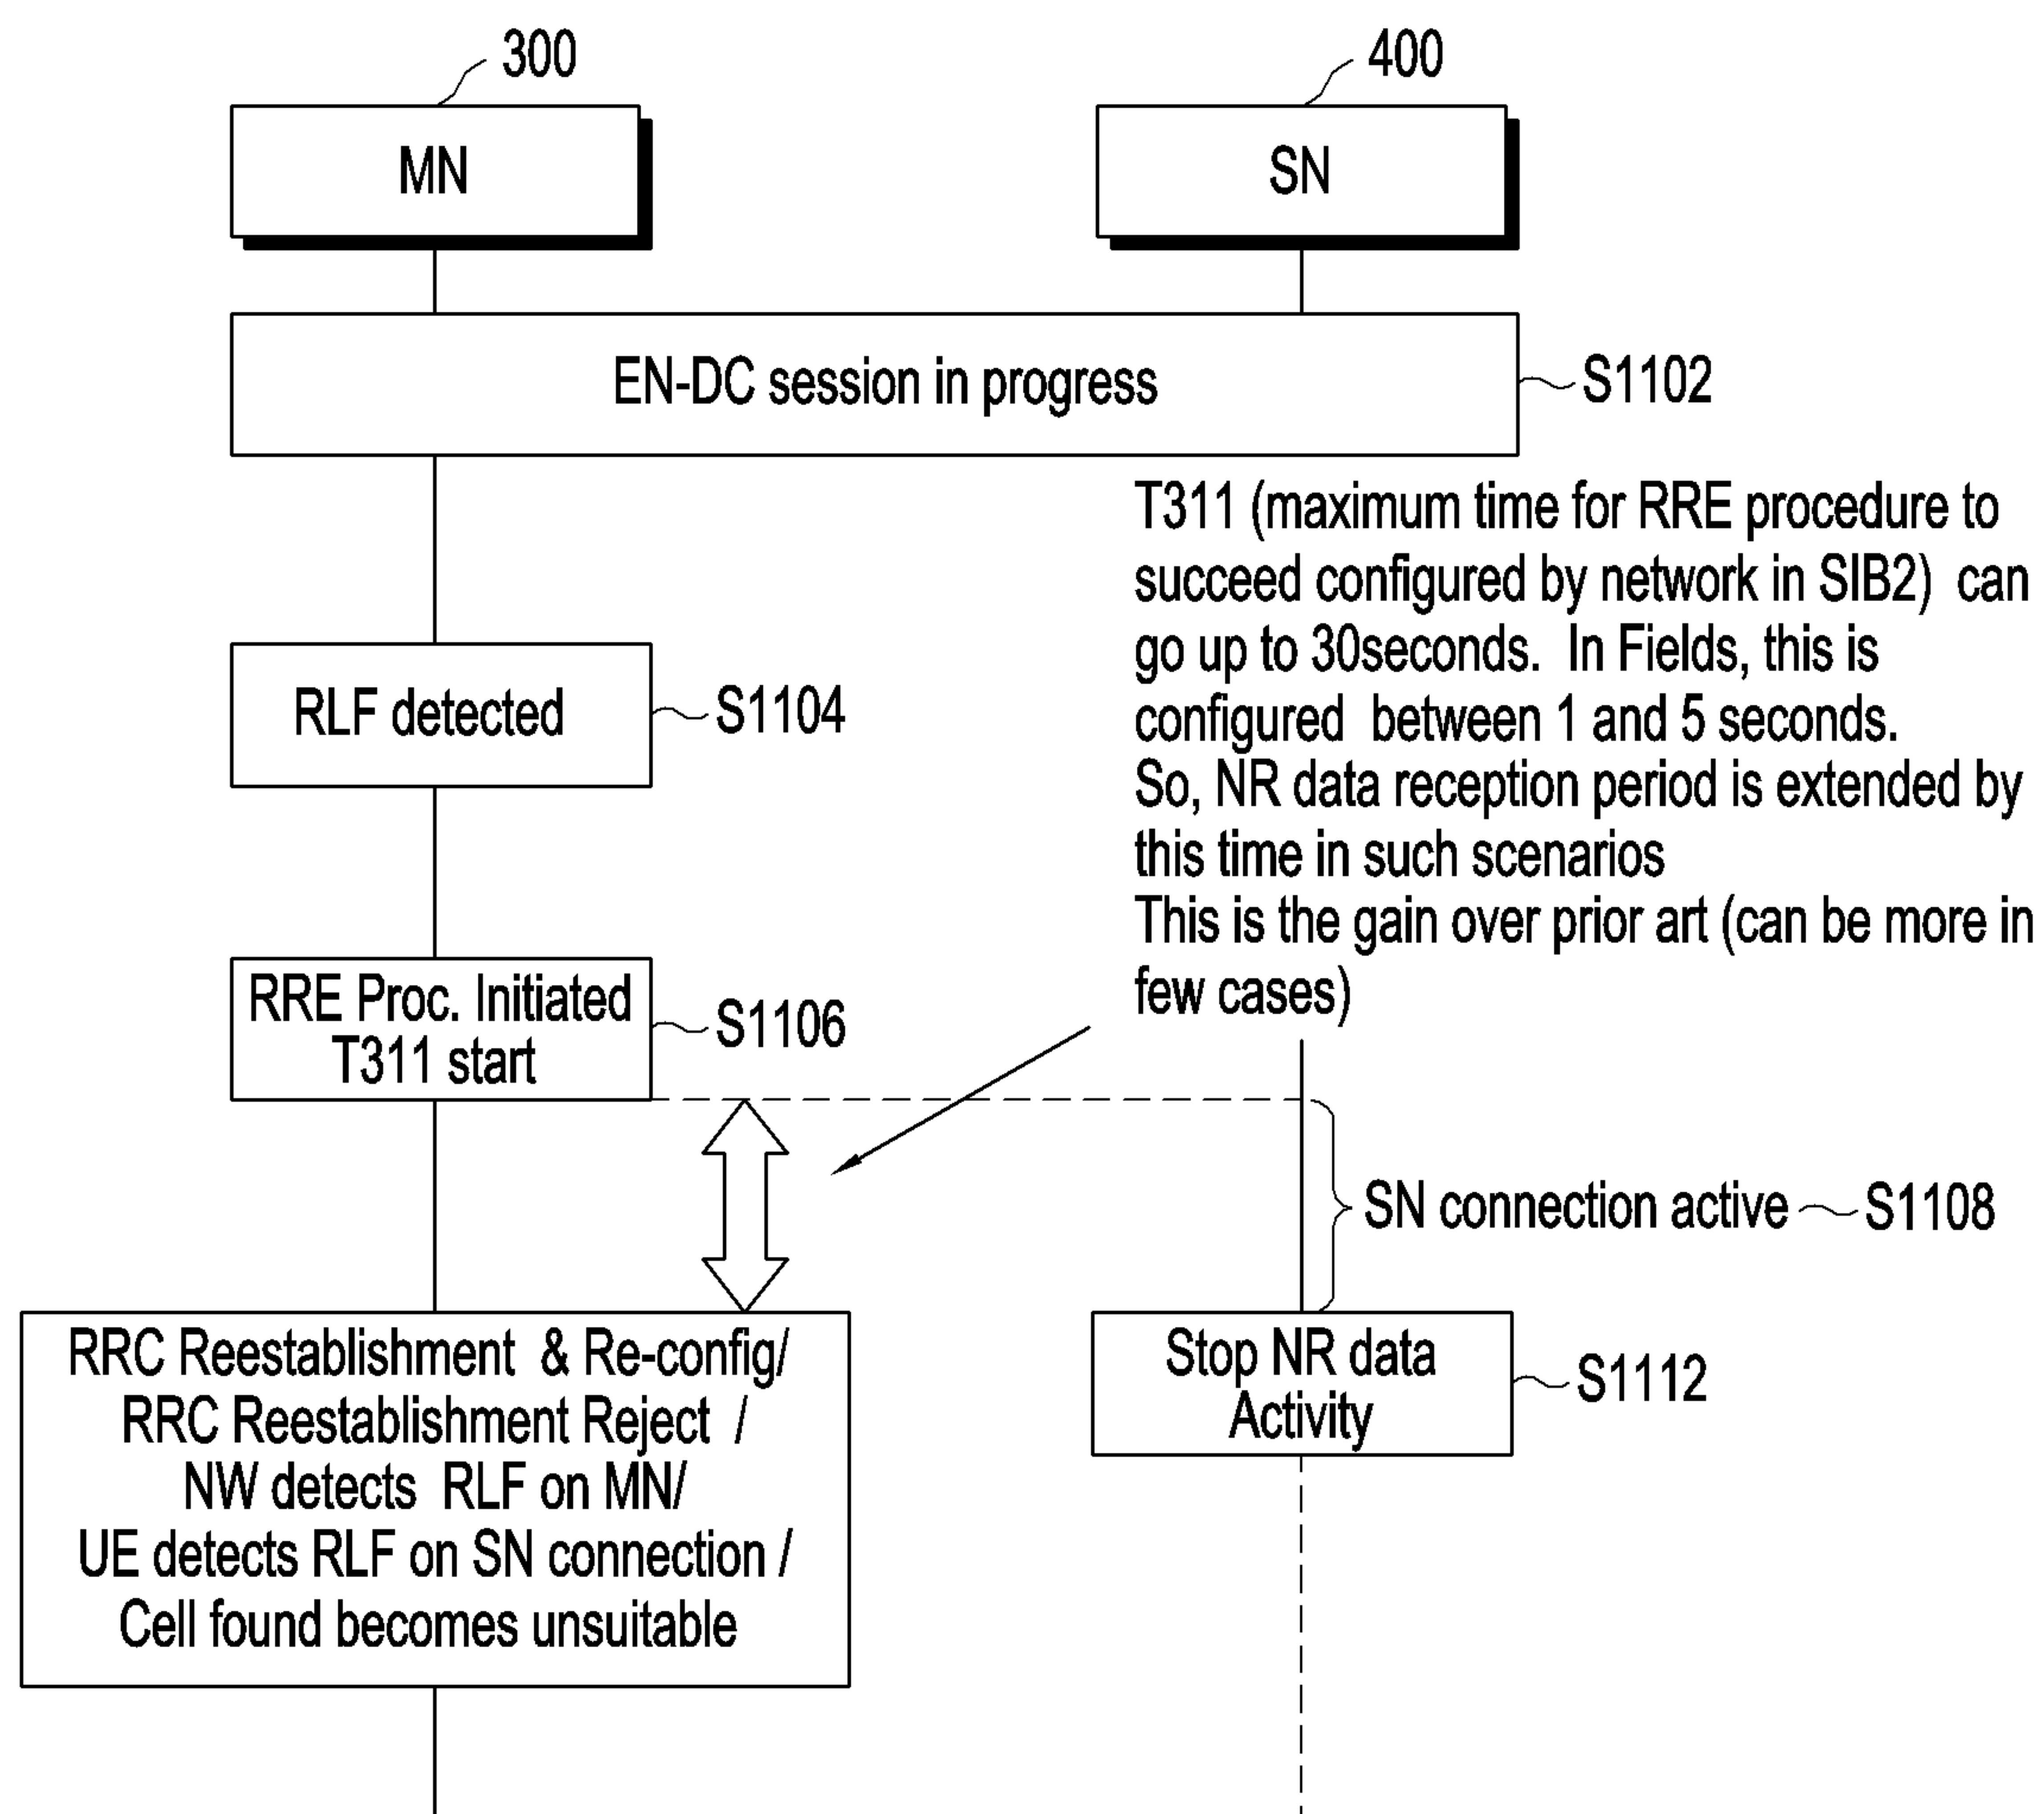 300
400
MN
SN
EN-DC session in progress
S1102
T311 (maximum time for RRE procedure to
succeed configured by network in SIB2) can
go up to 30seconds. In Fields, this is
configured between 1 and 5 seconds.
So, NR data reception period is extended by
this time in such scenarios
This is the gain over prior art (can be more in
few cases)
RLF detected
S1104
RRE Proc. Initiated
T311 start
S1106
SN connection active
S1108
RRC Reestablishment & Re-config/
RRC Reestablishment Reject /
NW detects RLF on MN/
UE detects RLF on SN connection /
Cell found becomes unsuitable
Stop NR data
Activity
S1112